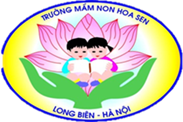 TRƯỜNG MẦM NON HOA SEN
LONG BIÊN - HÀ NỘI